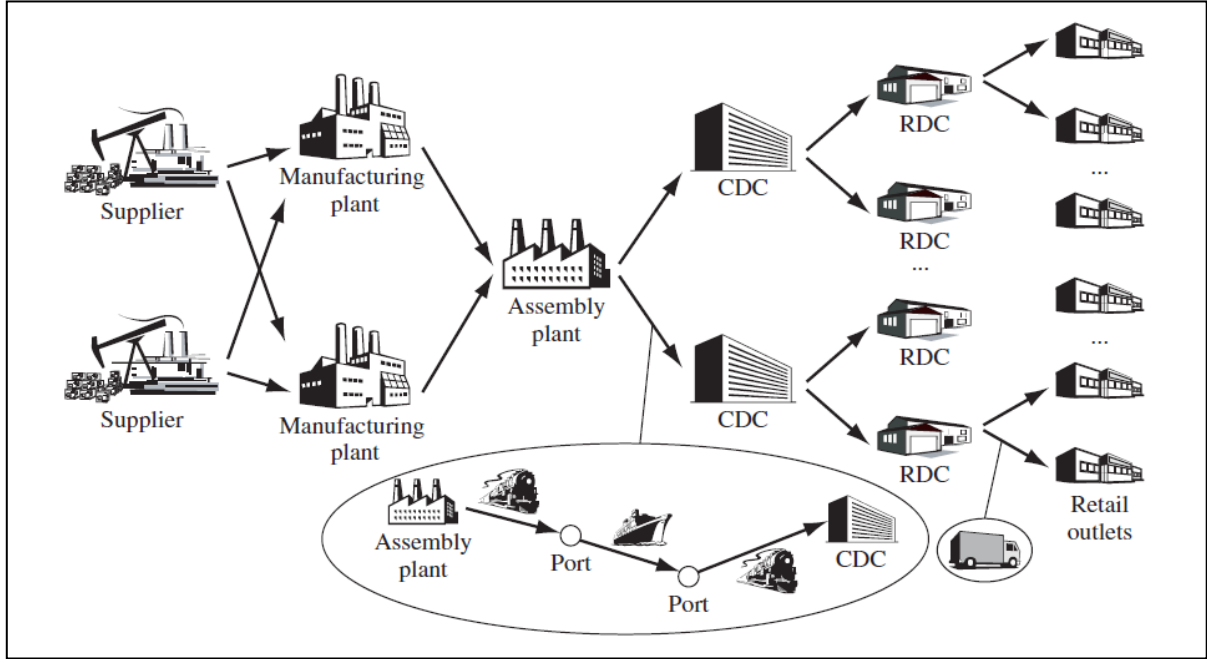 RDC
Manufacturing
plant
CDC
...
Supplier
RDC
...
Assembly
plant
RDC
...
Supplier
Manufacturing
plant
CDC
RDC
Retail
outlets
Assembly
plant
Port
CDC
Port